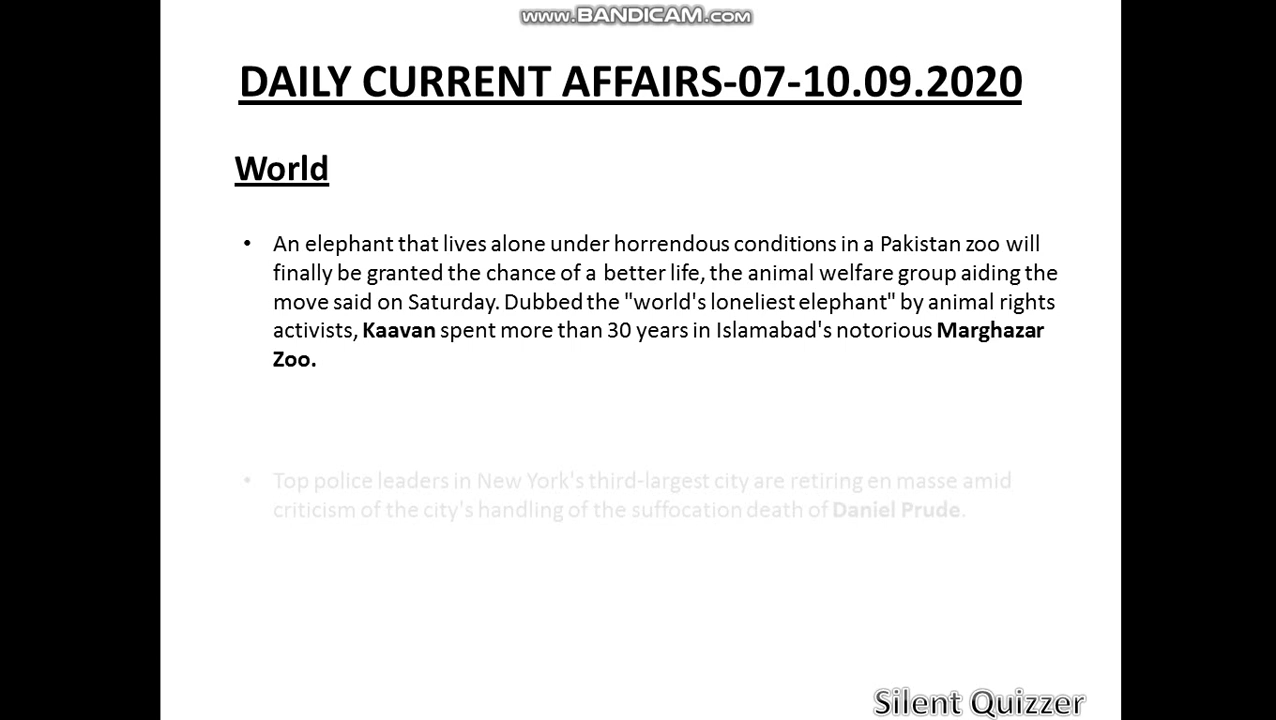 www.BANDICAM.com
DAILY CURRENT AFFAIRS-07-10.09.2020
World
• An elephant that lives alone under horrendous conditions in a Pakistan zoo will
finally be granted the chance of a better life, the animal welfare group aiding the
move said on Saturday. Dubbed the "world's loneliest elephant" by animal rights
activists, Kaavan spent more than 30 years in Islamabad's notorious Marghazar
Zoo.
• Top police leaders in New York's third-largest city are retiring en masse amid
criticism of the city's handling of the suffocation death of Daniel Prude.
Silent Quizzer